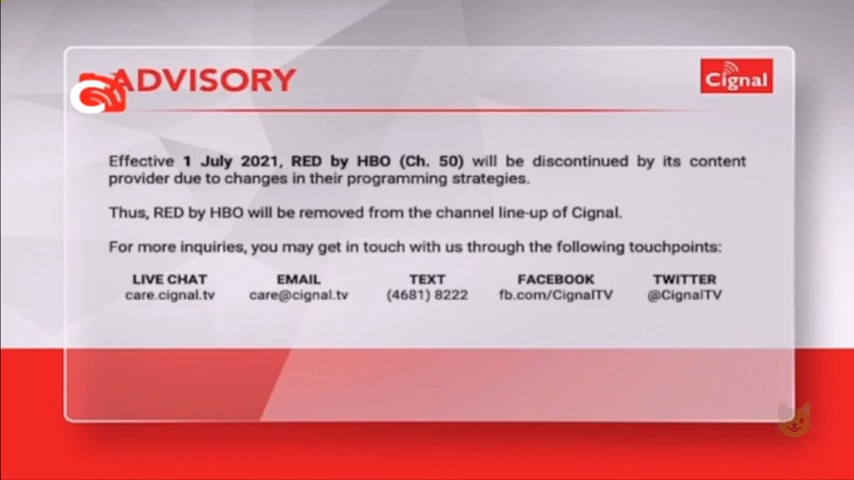 ADVISORY
Cignal
Effective 1 July 2021, RED by HBO (Ch. 50) will be discontinued by its content
provider due to changes in their programming strategies.
Thus, RED by HBO will be removed from the channel line-up of Cignal.
For more inquiries, you may get in touch with us through the following touchpoints:
LIVE CHAT EMAIL TEXT FACEBOOK TWITTER
care.cignal.tv care@cignal.tv (4681) 8222 fb.com/CignalTV @CignalTV